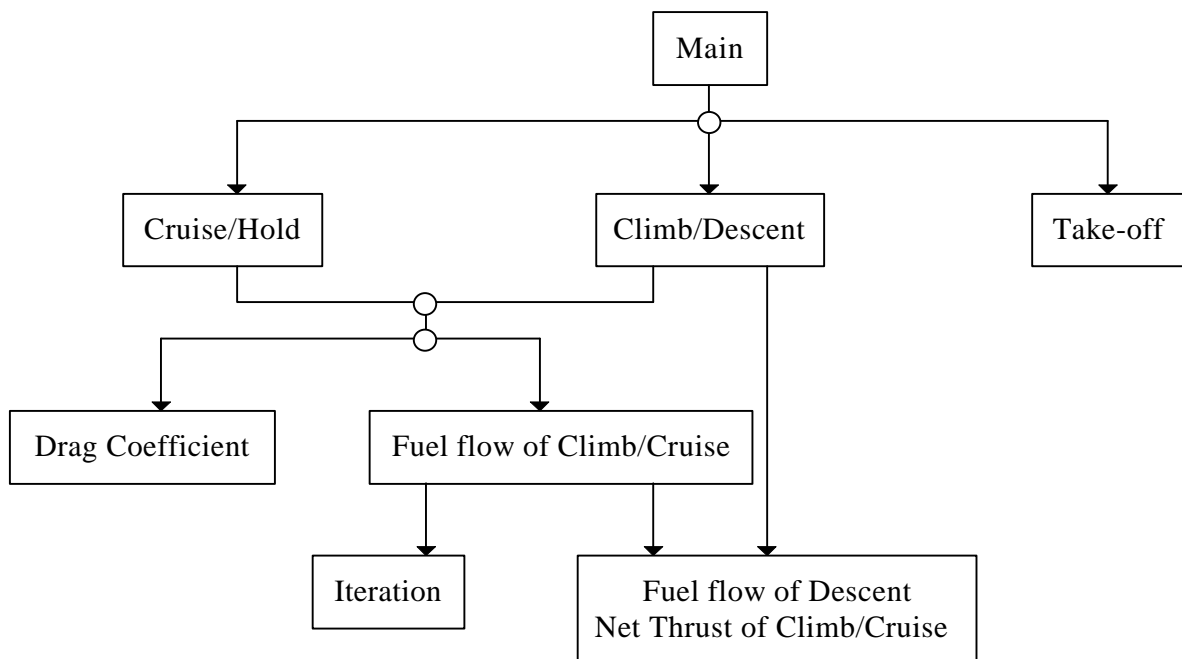 Main
Cruise/Hold
Climb/Descent
Take-off
Drag Coefficient
Fuel flow of Climb/Cruise
Iteration
Fuel flow of Descent
Net Thrust of Climb/Cruise